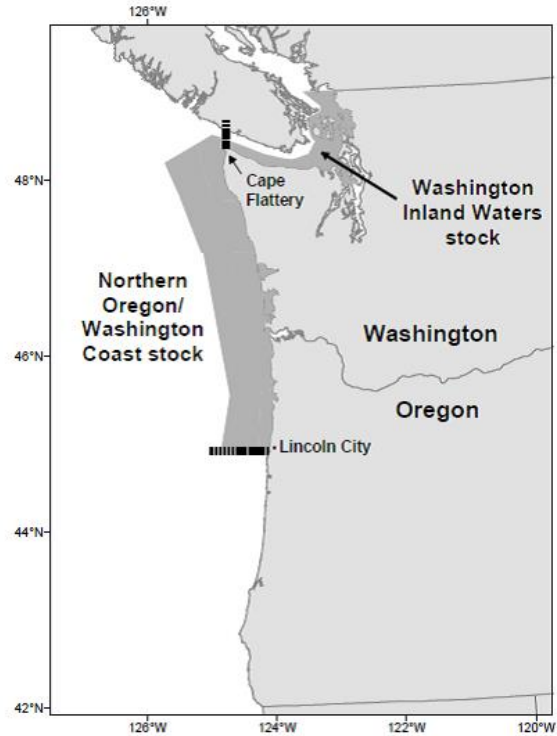 126°W
48°N
46°N
44°N
42°N
Cape
Flattery
Washington
Inland Waters
stock
Northern
Oregon/
Washington
Coast stock
Washington
Oregon
Lincoln City
126°W
124°W
122°W
120°W